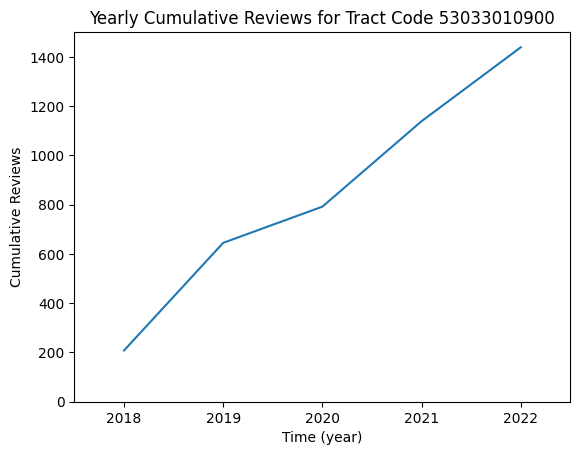 Yearly Cumulative Reviews for Tract Code 53033010900
1400
1200
1000
800
600
400
200
0
Cumulative Reviews
2018 2019 2020 2021 2022
Time (year)